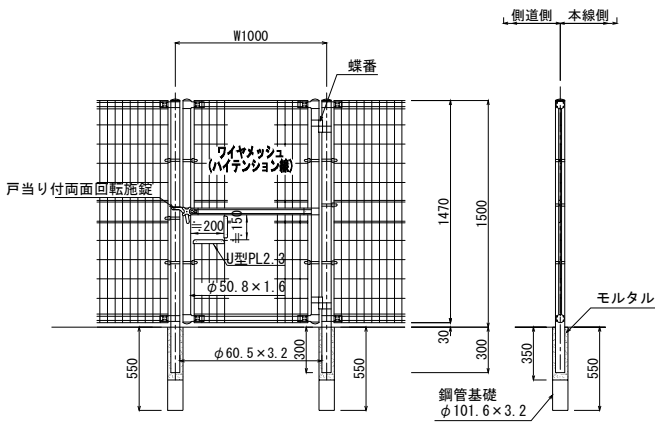 側道側 本線側
W1000
蝶番
ワイヤメッシュ
(ハイテンション線)
戸当り付両面回転施錠
≒200
≒150
U型PL2.3
φ50.8×1.6
1470
1500
モルタル
30
φ60.5×3.2
300
300
350
550
550
550
鋼管基礎
φ101.6×3.2